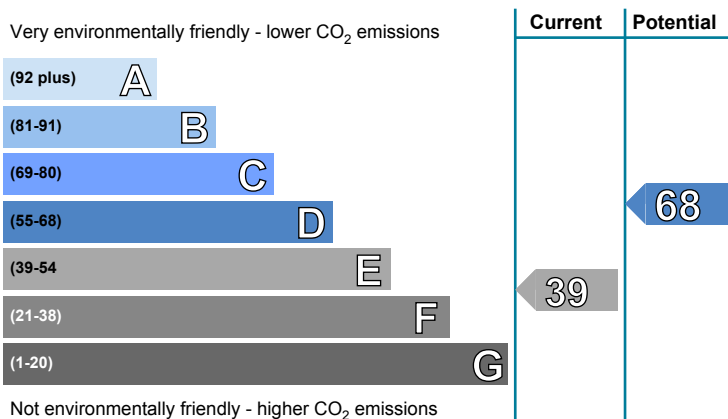 Current Potential
Very environmentally friendly - lower CO2 emissions
(92 plus) A
(81-91) B
(69-80) C
(55-68) D
68
(39-54 E
39
(21-38) F
(1-20) G
Not environmentally friendly - higher CO2 emissions